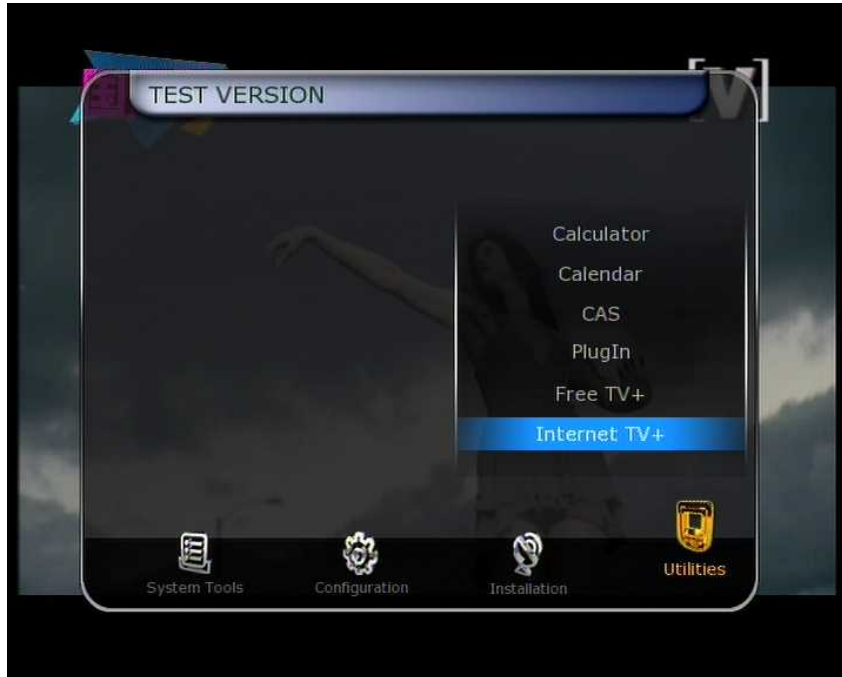 TEST VERSION
[V]
Calculator
Calendar
CAS
PlugIn
Free TV+
Internet TV+
System Tools
Configuration
Installation
Utilities